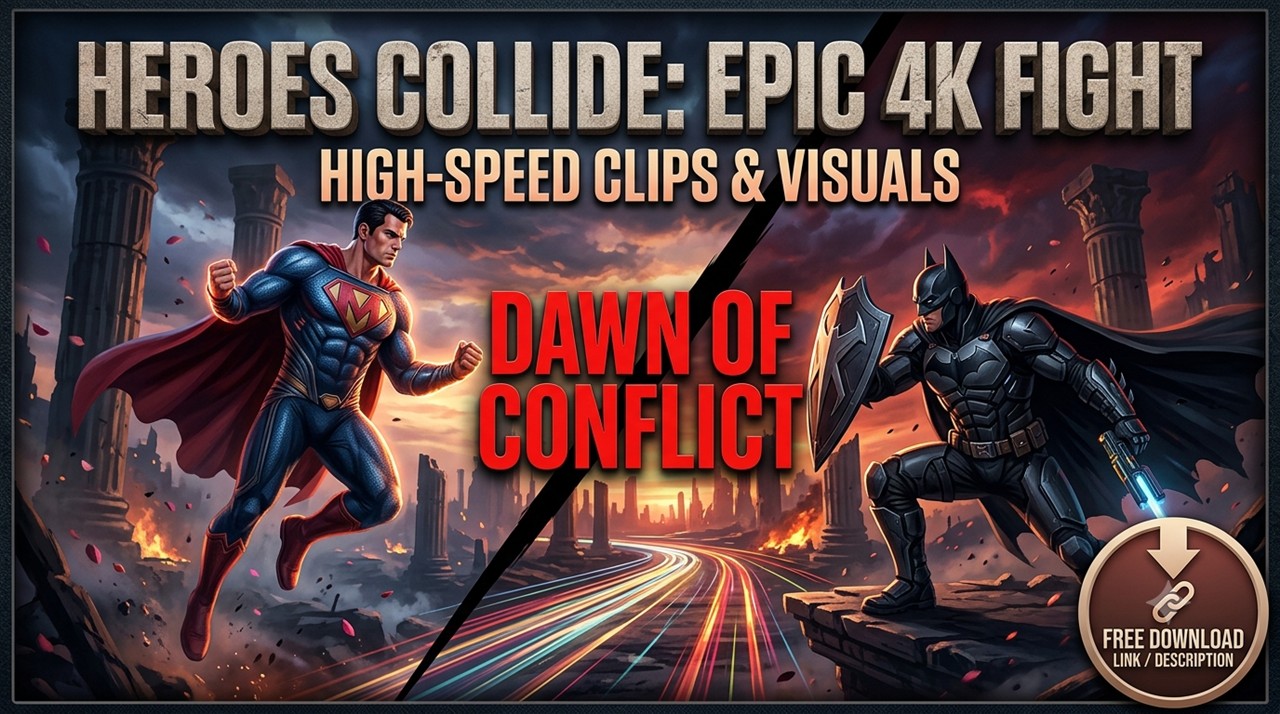 HEROES COLLIDE: EPIC 4K FIGHT
HIGH-SPEED CLIPS & VISUALS
DAWN OF
CONFLICT
FREE DOWNLOAD
LINK / DESCRIPTION